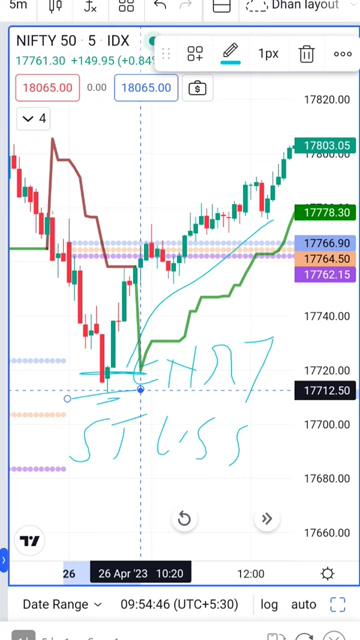 5m
Dhan layout
NIFTY 50 · 5 · IDX
1px
17761.30 +149.95 (+0.84%
18065.00 0.00 18065.00
4
17820.00
17803.05
17800.00
17778.30
17766.90
17764.50
17762.15
17740.00
17720.00
17712.50
17700.00
17680.00
17660.00
26 26 Apr '23 10:20 12:00
Date Range 09:54:46 (UTC+5:30) log auto